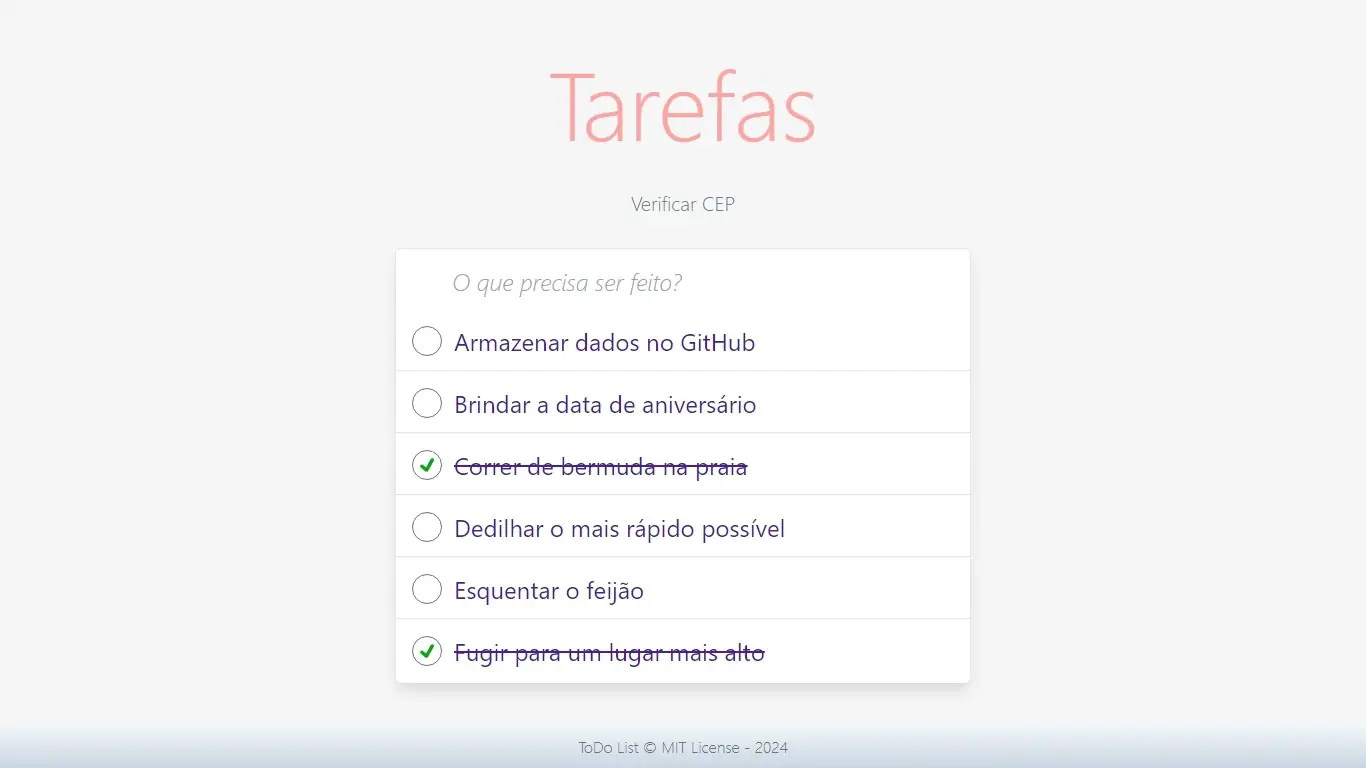 Tarefas
Verificar CEP
O que precisa ser feito?
Armazenar dados no GitHub
Brindar a data de aniversário
Correr de bermuda na praia
Dedilhar o mais rápido possível
Esquentar o feijão
Fugir para um lugar mais alto
ToDo List © MIT License - 2024